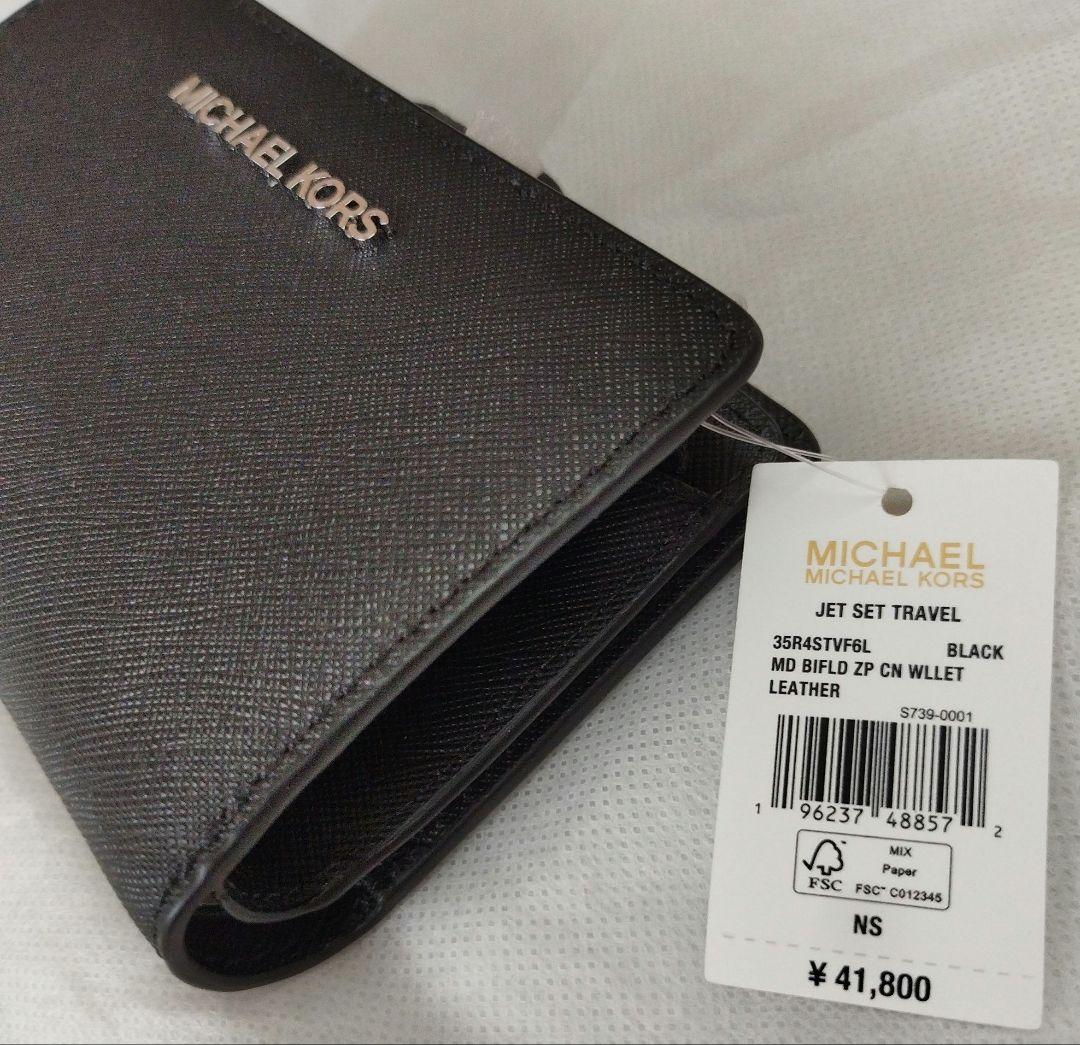 MICHAEL KORS
MICHAEL
MICHAEL KORS
JET SET TRAVEL
35R4STVF6L BLACK
MD BIFLD ZP CN WLLET
LEATHER
S739-0001
1 96237 48857 2
FSC™
MIX
Paper
FSC™ C012345
NS
¥ 41,800